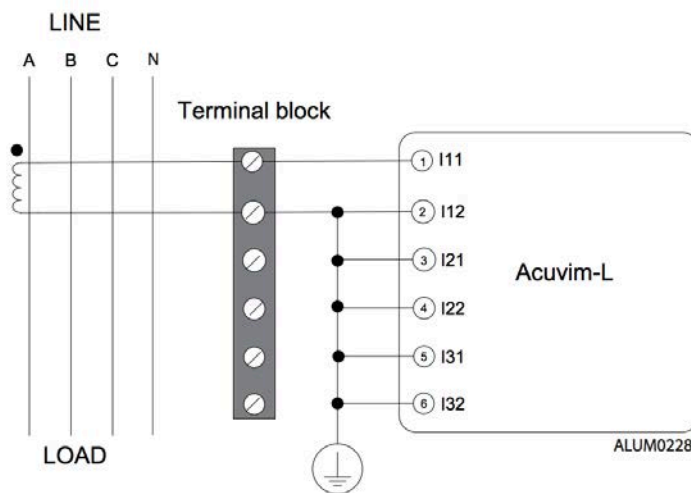 LINE
A B C N
Terminal block
1 I11
2 I12
3 I21
Acuvim-L
4 I22
5 I31
6 I32
LOAD
ALUM0228